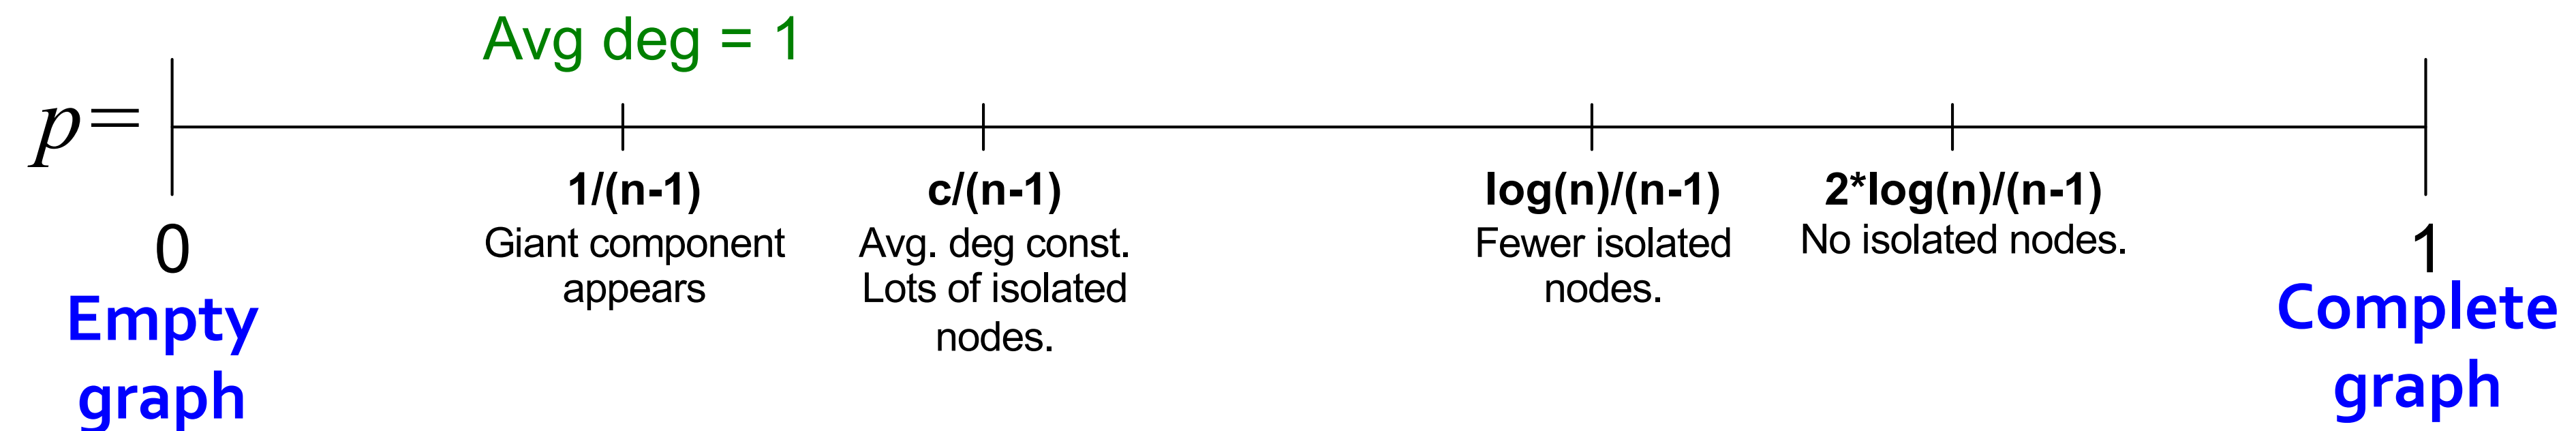 Avg deg = 1
p=
0
Empty
graph
1/(n-1)
Giant component
appears
c/(n-1)
Avg. deg const.
Lots of isolated
nodes.
log(n)/(n-1)
Fewer isolated
nodes.
2*log(n)/(n-1)
No isolated nodes.
1
Complete
graph